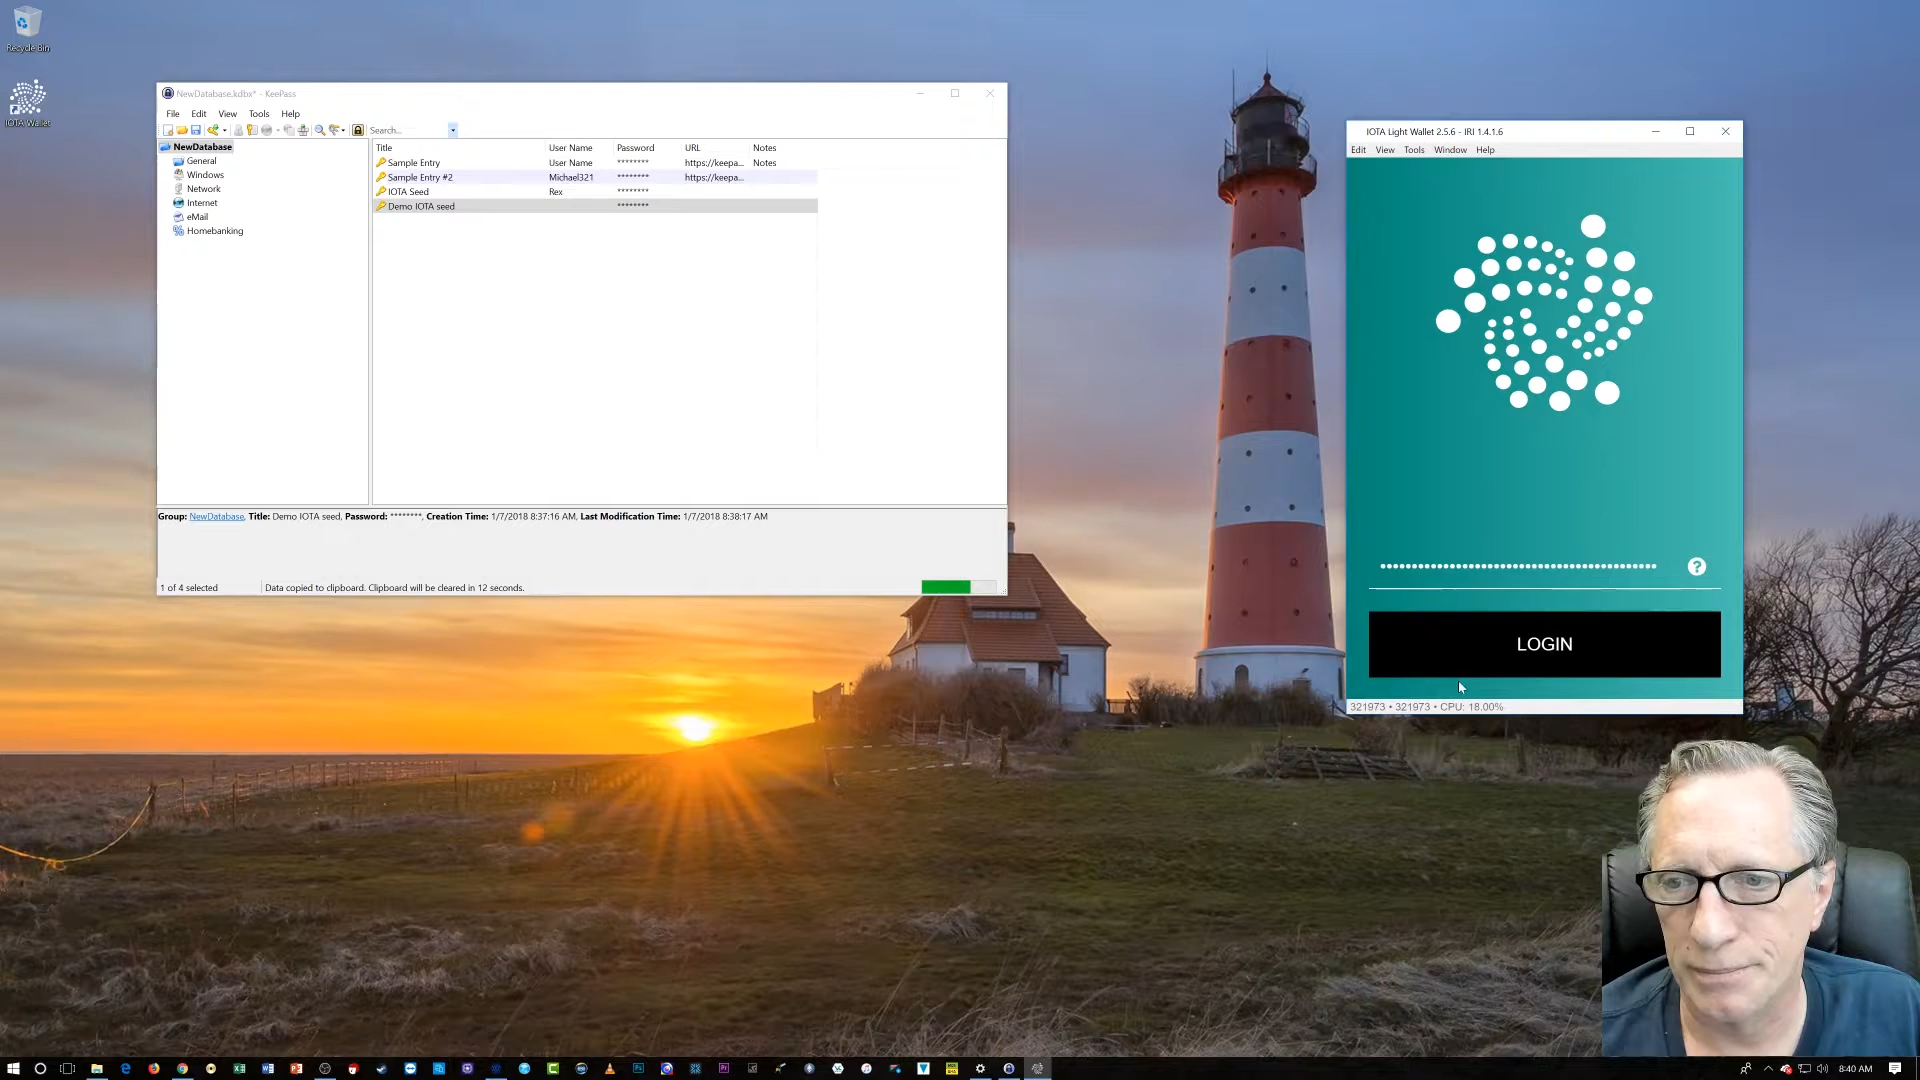 Recycle Bin
IOTA Wallet
NewDatabase.kdbx* - KeePass
File Edit View Tools Help
Search...
NewDatabase
General
Windows
Network
Internet
eMail
Homebanking
Title User Name Password URL Notes
Sample Entry User Name ******** https://keepa... Notes
Sample Entry #2 Michael321 ******** https://keepa...
IOTA Seed Rex ********
Demo IOTA seed ********
Group: NewDatabase, Title: Demo IOTA seed, Password: ********, Creation Time: 1/7/2018 8:37:16 AM, Last Modification Time: 1/7/2018 8:38:17 AM
1 of 4 selected Data copied to clipboard. Clipboard will be cleared in 12 seconds.
IOTA Light Wallet 2.5.6 - IRI 1.4.1.6
Edit View Tools Window Help
?
LOGIN
321973 • 321973 • CPU: 18.00%
8:40 AM